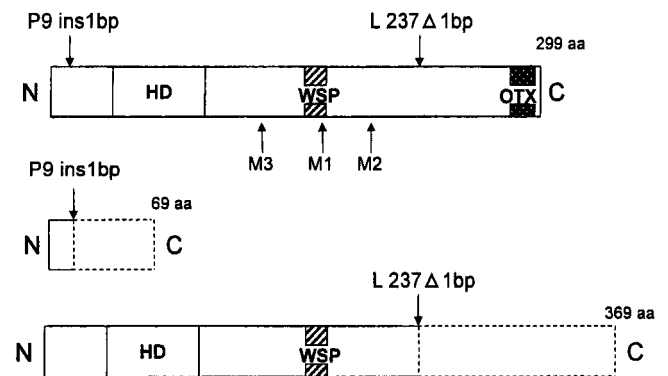 P9 ins1bp L 237 Δ 1bp
299 aa
N HD WSP OTX C
M3 M1 M2
P9 ins1bp
69 aa
N C
L 237 Δ 1bp
369 aa
N HD WSP C